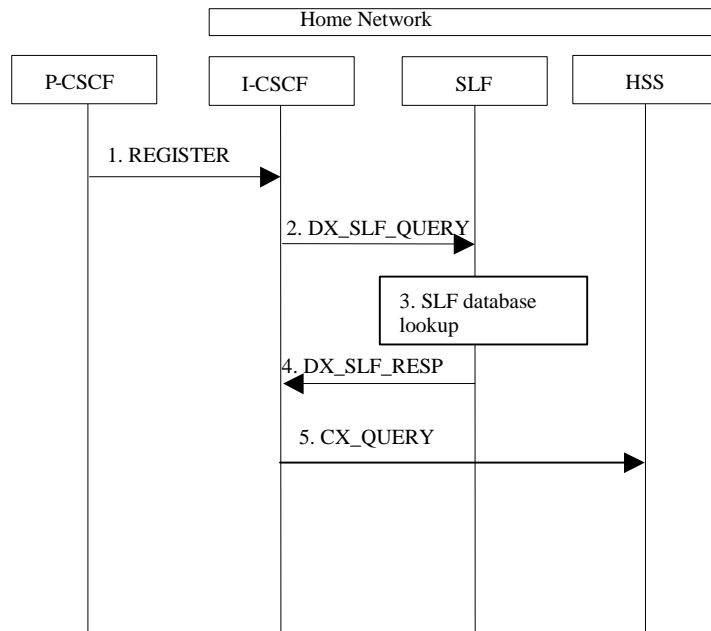 Home Network
P-CSCF
I-CSCF
SLF
HSS
1. REGISTER
2. DX_SLF_QUERY
3. SLF database
lookup
4. DX_SLF_RESP
5. CX_QUERY